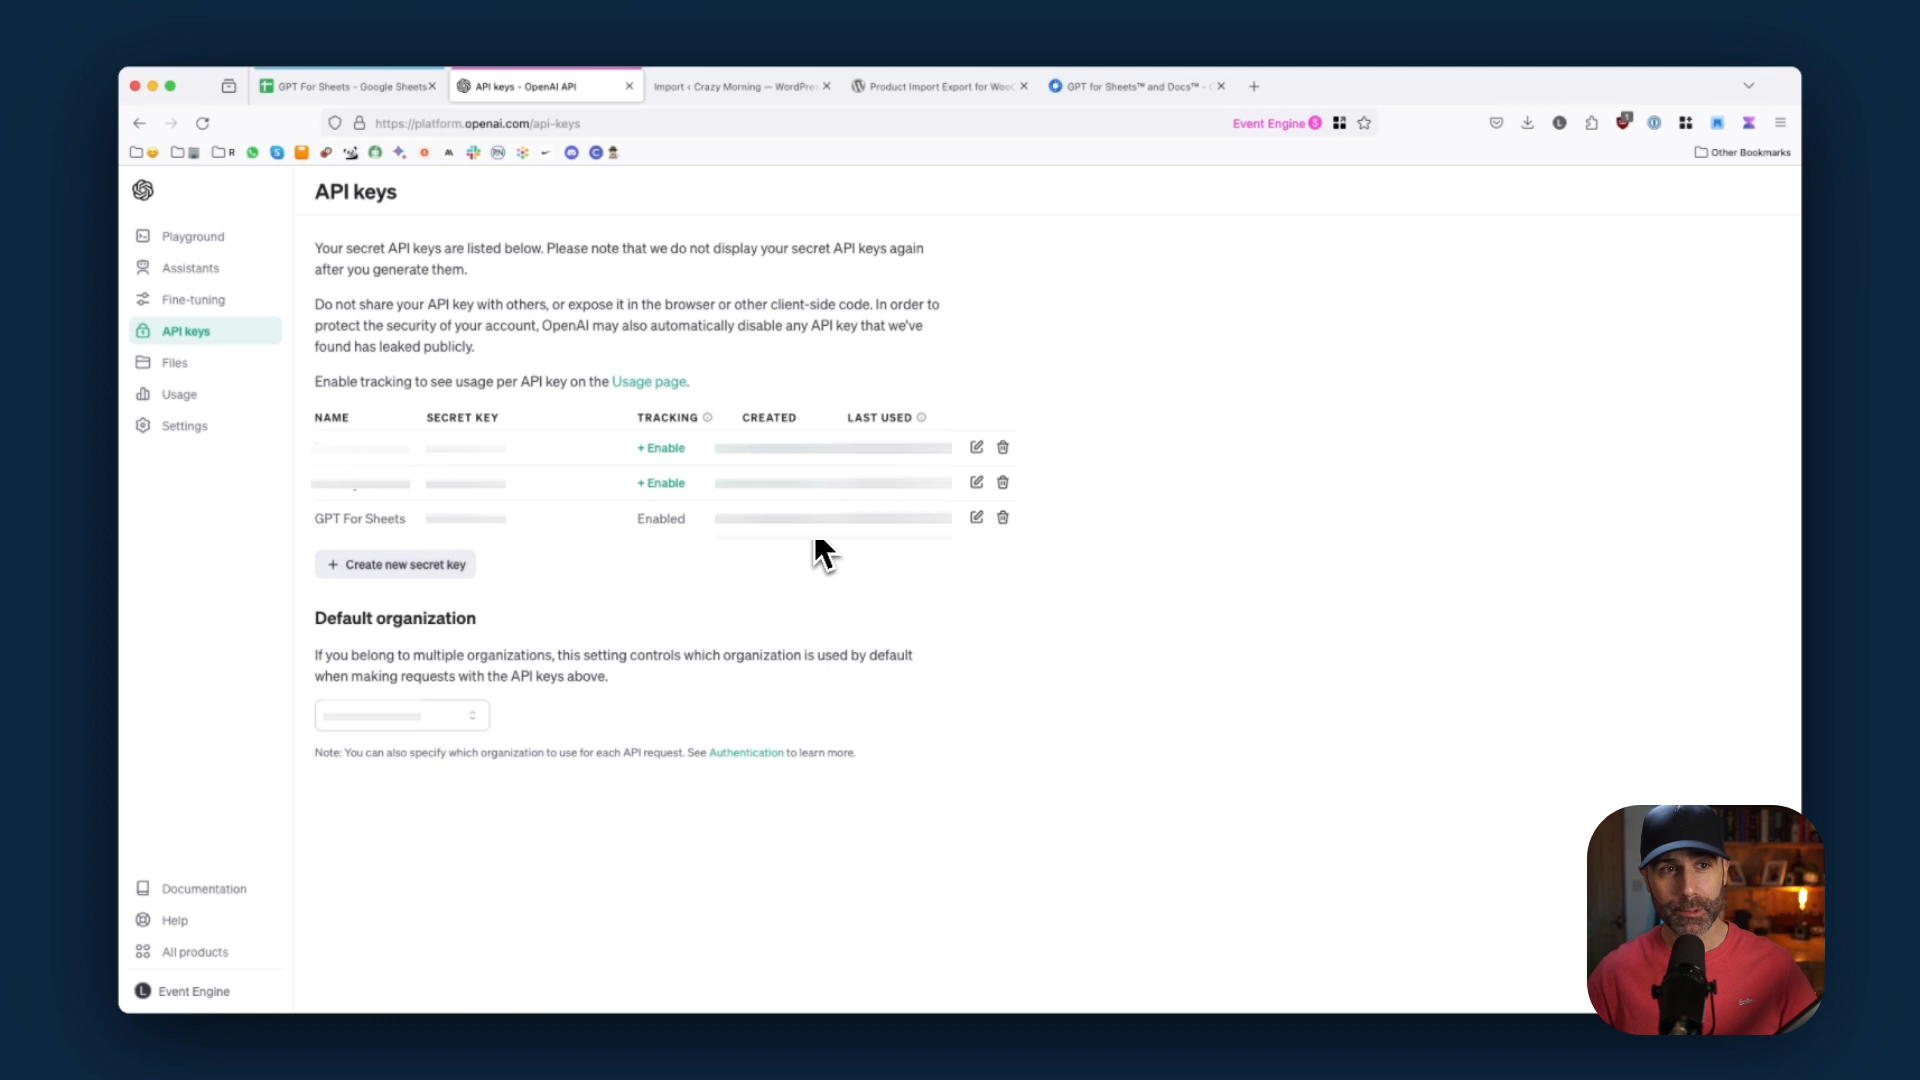 GPT For Sheets - Google Sheets
API keys - OpenAI API
Import ‹ Crazy Morning — WordPre
Product Import Export for Woo
GPT for Sheets™ and Docs™ -
https://platform.openai.com/api-keys
Event Engine
R
Other Bookmarks
API keys
Playground
Assistants
Fine-tuning
API keys
Files
Usage
Settings
Your secret API keys are listed below. Please note that we do not display your secret API keys again
after you generate them.
Do not share your API key with others, or expose it in the browser or other client-side code. In order to
protect the security of your account, OpenAI may also automatically disable any API key that we've
found has leaked publicly.
Enable tracking to see usage per API key on the Usage page.
NAME SECRET KEY TRACKING CREATED LAST USED
+ Enable
+ Enable
GPT For Sheets Enabled
+ Create new secret key
Default organization
If you belong to multiple organizations, this setting controls which organization is used by default
when making requests with the API keys above.
Note: You can also specify which organization to use for each API request. See Authentication to learn more.
Documentation
Help
All products
L Event Engine